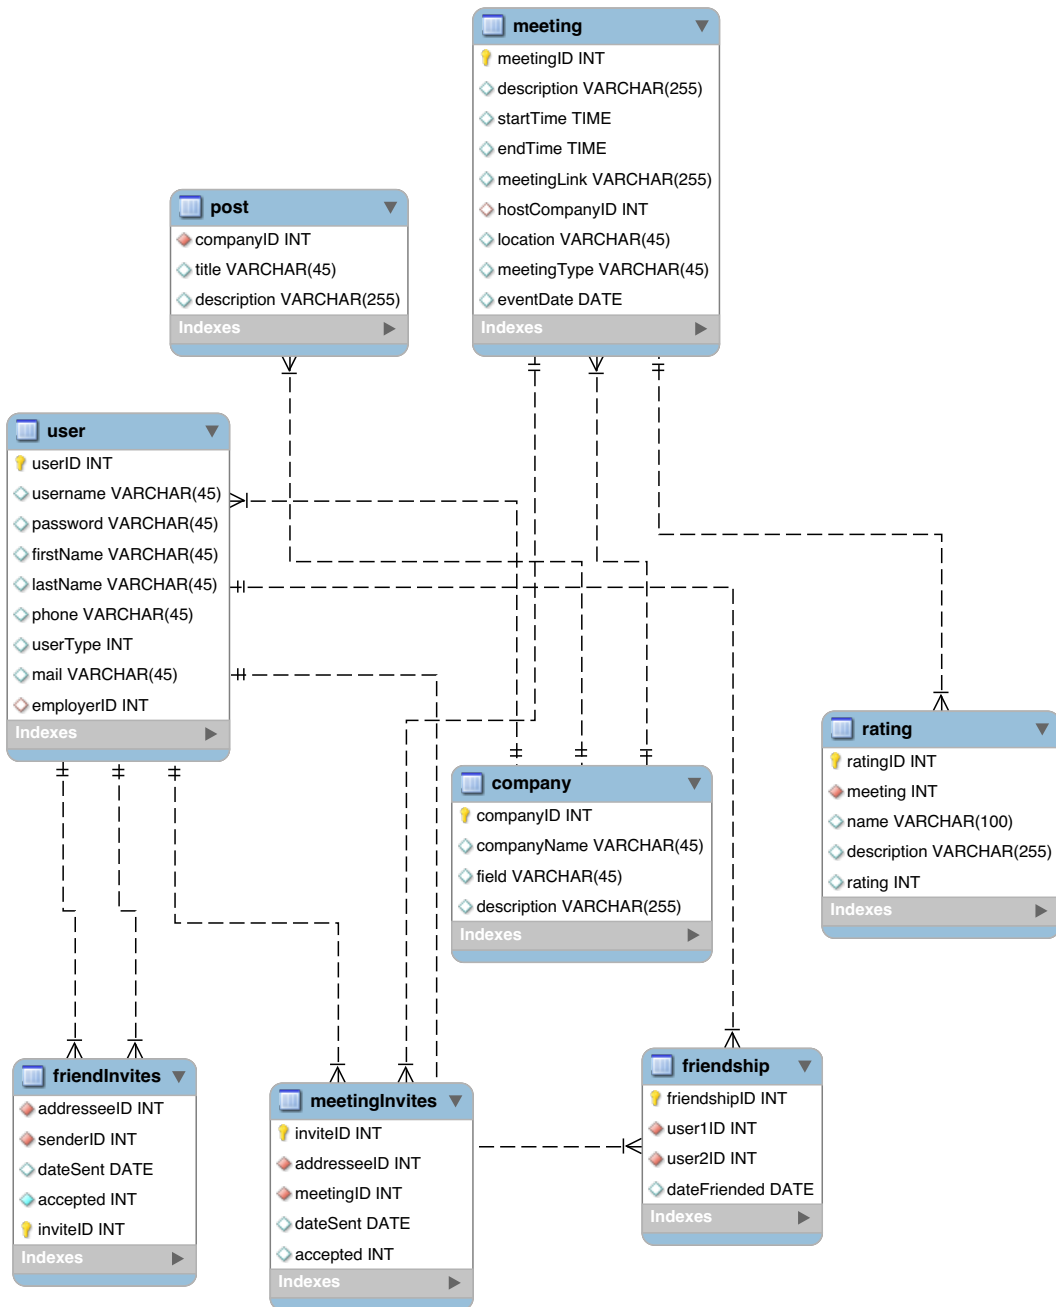 meeting
meetingID INT
description VARCHAR(255)
startTime TIME
endTime TIME
meetingLink VARCHAR(255)
hostCompanyID INT
location VARCHAR(45)
meetingType VARCHAR(45)
eventDate DATE
Indexes
post
companyID INT
title VARCHAR(45)
description VARCHAR(255)
Indexes
user
userID INT
username VARCHAR(45)
password VARCHAR(45)
firstName VARCHAR(45)
lastName VARCHAR(45)
phone VARCHAR(45)
userType INT
mail VARCHAR(45)
employerID INT
Indexes
company
companyID INT
companyName VARCHAR(45)
field VARCHAR(45)
description VARCHAR(255)
Indexes
rating
ratingID INT
meeting INT
name VARCHAR(100)
description VARCHAR(255)
rating INT
Indexes
friendInvites
addresseeID INT
senderID INT
dateSent DATE
accepted INT
inviteID INT
Indexes
meetingInvites
inviteID INT
addresseeID INT
meetingID INT
dateSent DATE
accepted INT
Indexes
friendship
friendshipID INT
user1ID INT
user2ID INT
dateFriended DATE
Indexes